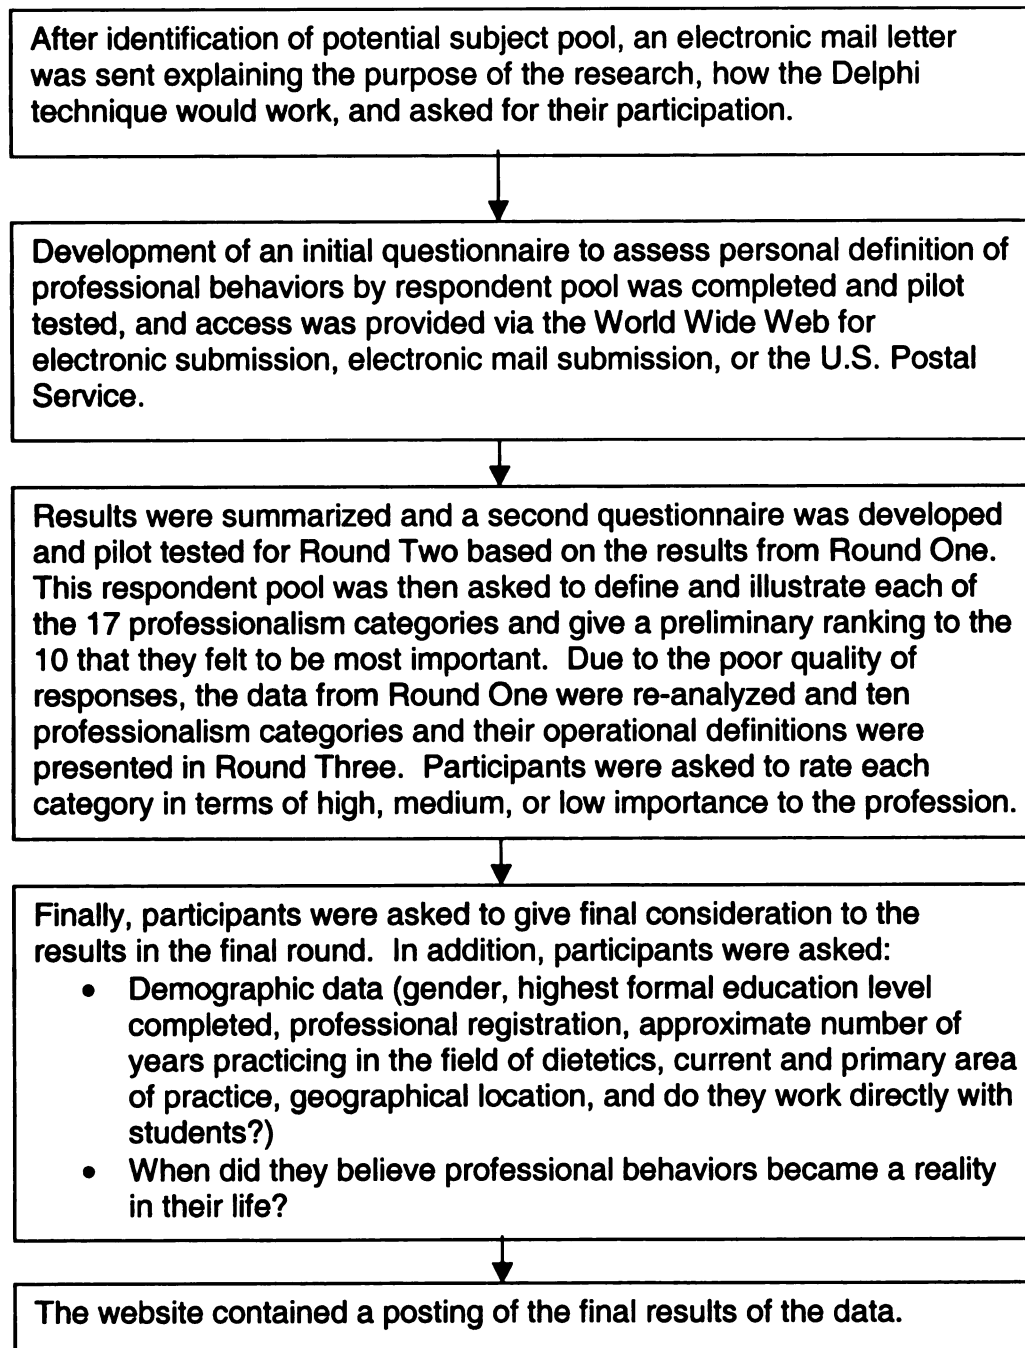 After identification of potential subject pool, an electronic mail letter
was sent explaining the purpose of the research, how the Delphi
technique would work, and asked for their participation.
Development of an initial questionnaire to assess personal definition of
professional behaviors by respondent pool was completed and pilot
tested, and access was provided via the World Wide Web for
electronic submission, electronic mail submission, or the U.S. Postal
Service.
Results were summarized and a second questionnaire was developed
and pilot tested for Round Two based on the results from Round One.
This respondent pool was then asked to define and illustrate each of
the 17 professionalism categories and give a preliminary ranking to the
10 that they felt to be most important.  Due to the poor quality of
responses, the data from Round One were re-analyzed and ten
professionalism categories and their operational definitions were
presented in Round Three.  Participants were asked to rate each
category in terms of high, medium, or low importance to the profession.
Finally, participants were asked to give final consideration to the
results in the final round.  In addition, participants were asked:
• Demographic data (gender, highest formal education level
completed, professional registration, approximate number of
years practicing in the field of dietetics, current and primary area
of practice, geographical location, and do they work directly with
students?)
• When did they believe professional behaviors became a reality
in their life?
The website contained a posting of the final results of the data.